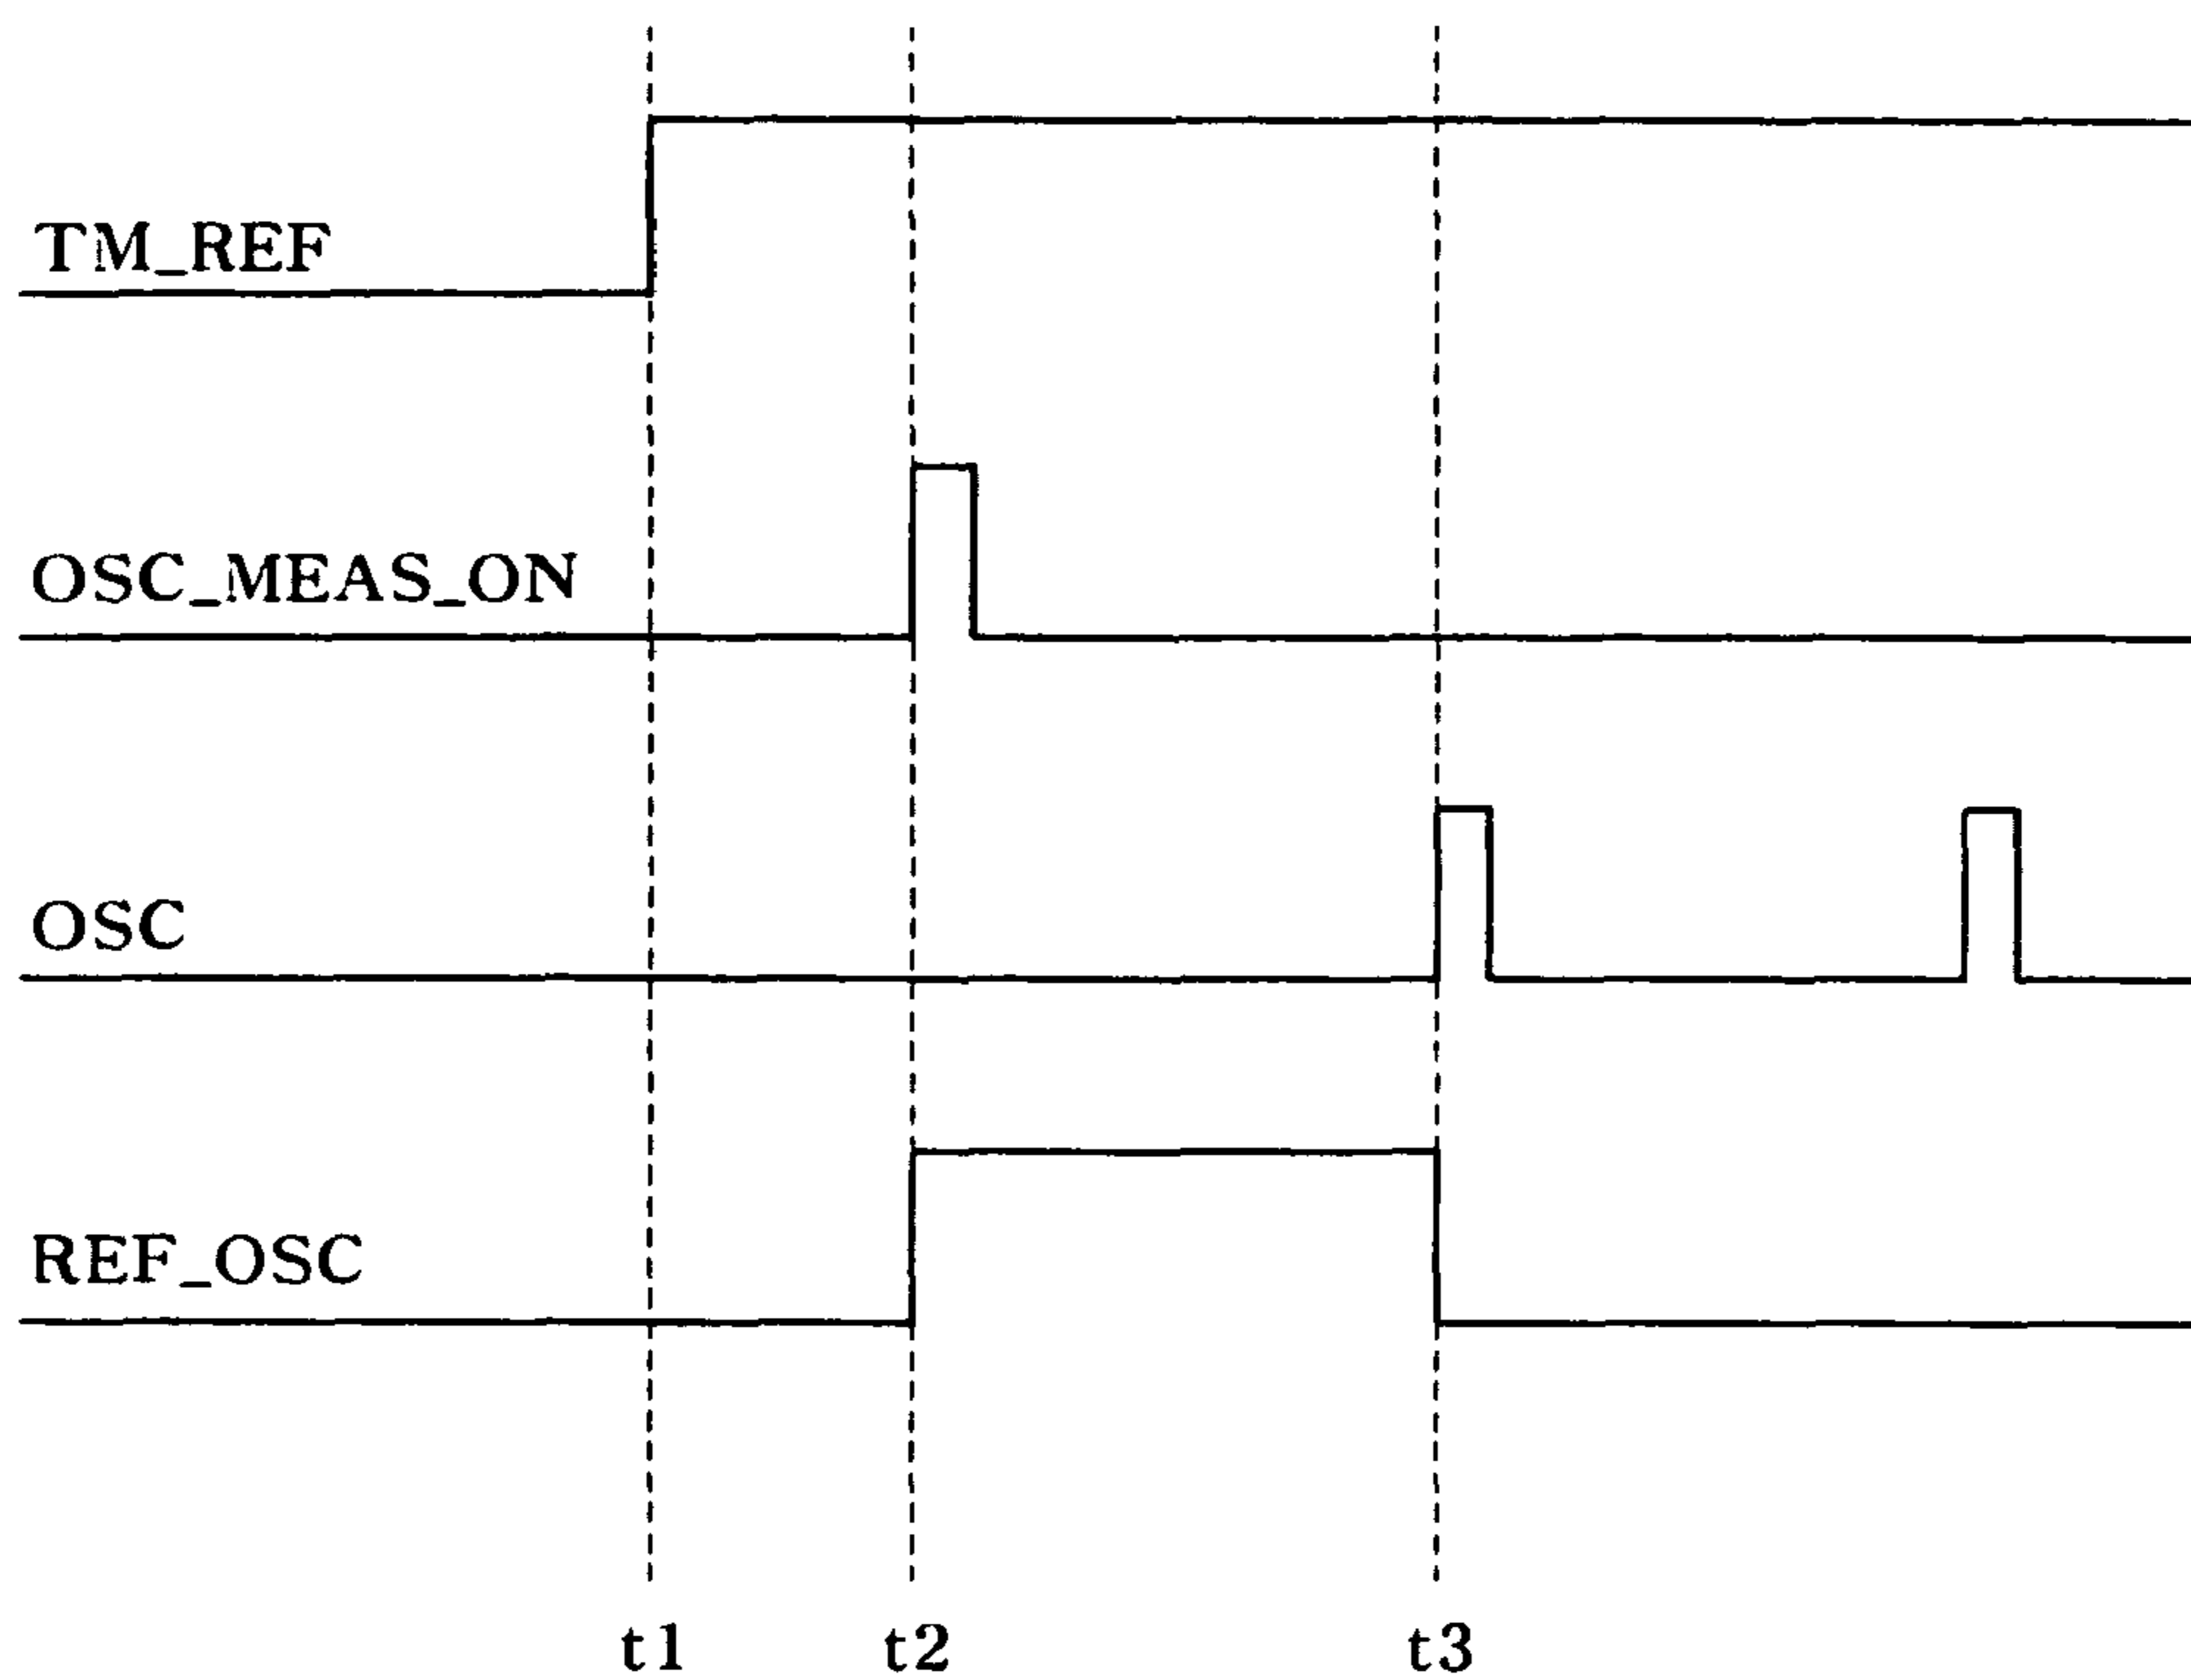 TM_REF
OSC_MEAS_ON
OSC
REF_OSC
t1 t2 t3